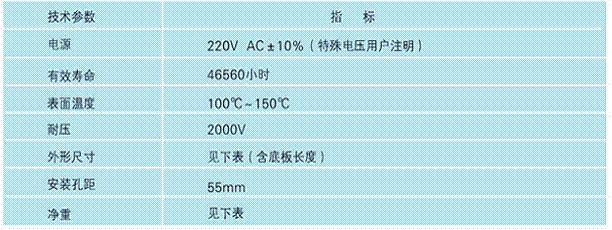 技术参数 指 标
电源 220V AC±10%(特殊电压用户注明)
有效寿命 46560小时
表面温度 100℃~150℃
耐压 2000V
外形尺寸 见下表(含底板长度)
安装孔距 55mm
净重 见下表